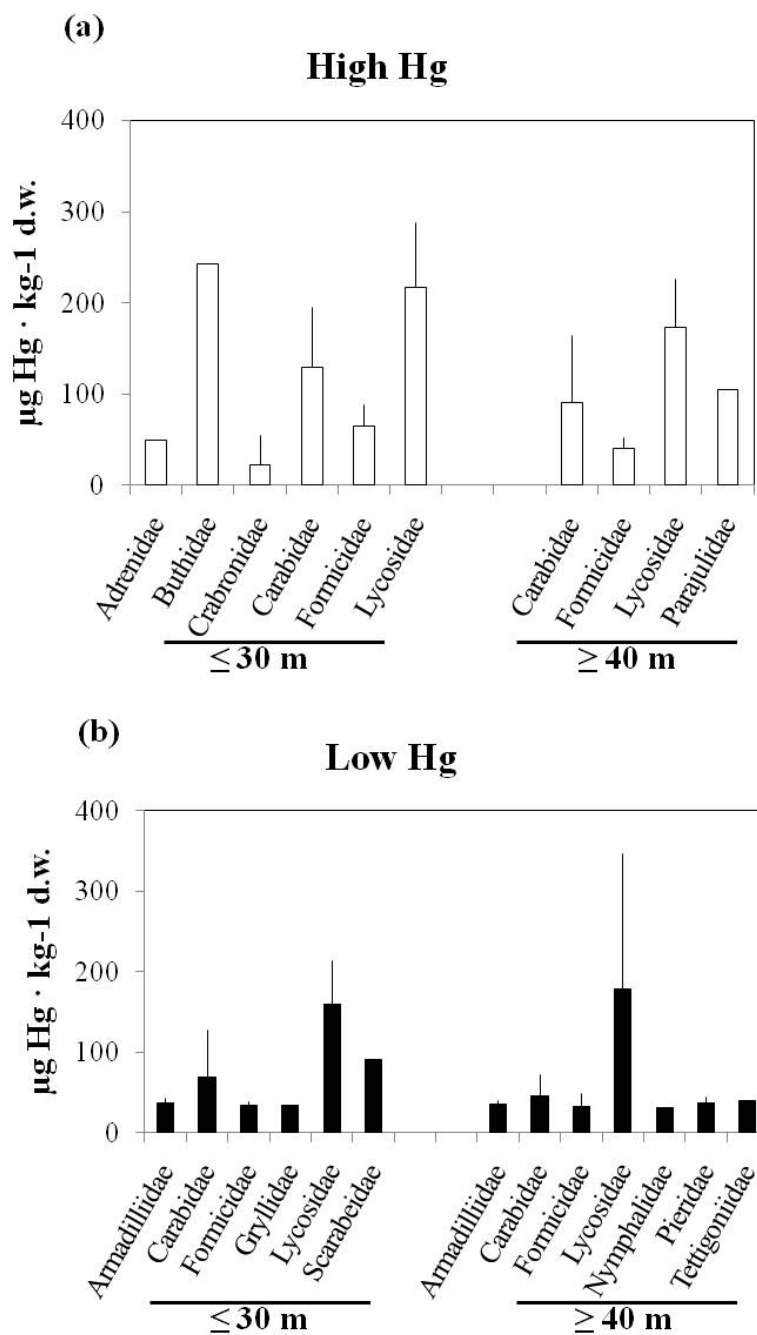 (a)
High Hg
µg Hg · kg-1 d.w.
400
300
200
100
0
Adrenidae
Buthidae
Crabronidae
Carabidae
Formicidae
Lycosidae
Carabidae
Formicidae
Lycosidae
Parajulidae
≤ 30 m
≥ 40 m
(b)
Low Hg
µg Hg · kg-1 d.w.
400
300
200
100
0
Armadilliidae
Carabidae
Formicidae
Gryllidae
Lycosidae
Scarabeidae
Armadilliidae
Carabidae
Formicidae
Lycosidae
Nymphalidae
Pieridae
Tettigoniidae
≤ 30 m
≥ 40 m